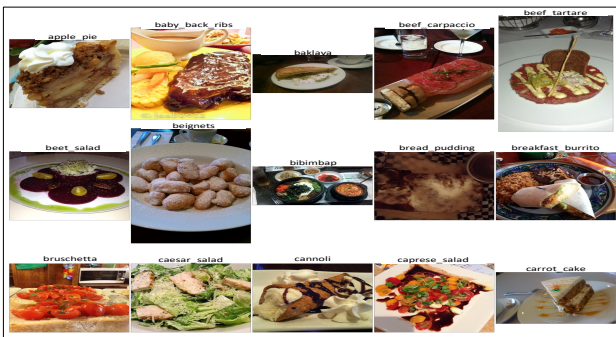 apple_pie
baby_back_ribs
baklava
beef_carpaccio
beef_tartare
beet_salad
beignets
bibimbap
bread_pudding
breakfast_burrito
bruschetta
caesar_salad
cannoli
caprese_salad
carrot_cake